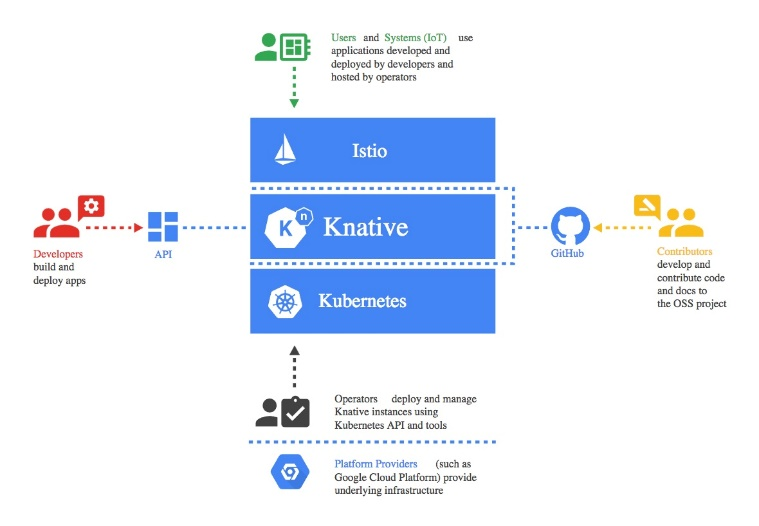 Users and Systems (IoT) use
applications developed and
deployed by developers and
hosted by operators
Istio
K
n
Knative
Developers
build and
deploy apps
API
GitHub
Contributors
develop and
contribute code
and docs to
the OSS project
Kubernetes
Operators deploy and manage
Knative instances using
Kubernetes API and tools
Platform Providers (such as
Google Cloud Platform) provide
underlying infrastructure